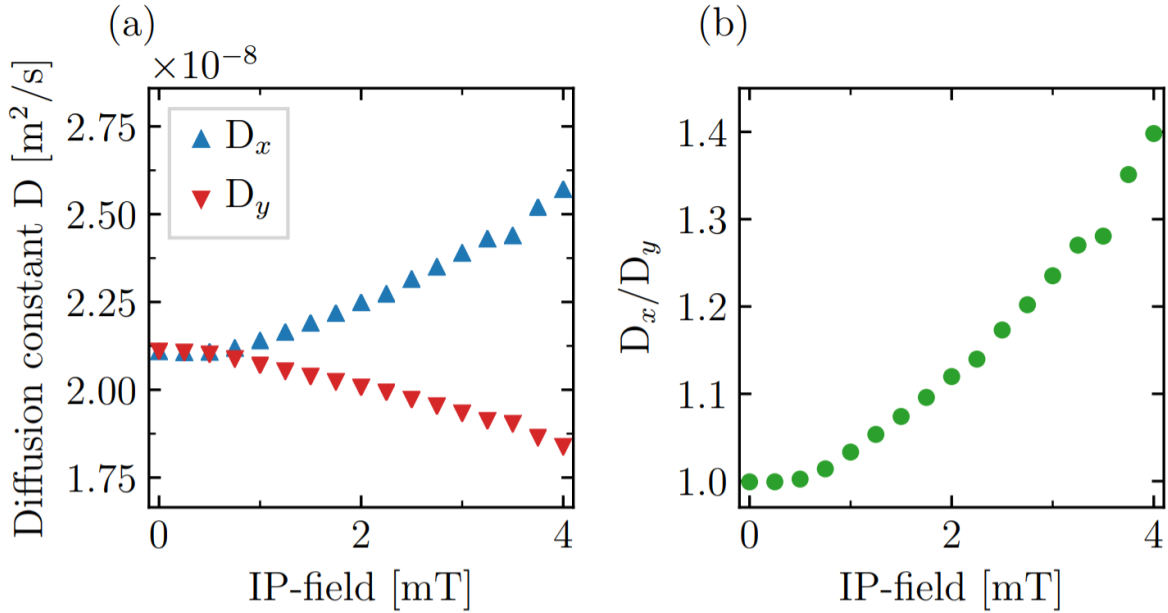 (a)
×10⁻⁸
Diffusion constant D [m²/s]
2.75
2.50
2.25
2.00
1.75
Dₓ
D_y
0 2 4
IP-field [mT]
(b)
Dₓ/D_y
1.4
1.3
1.2
1.1
1.0
0 2 4
IP-field [mT]